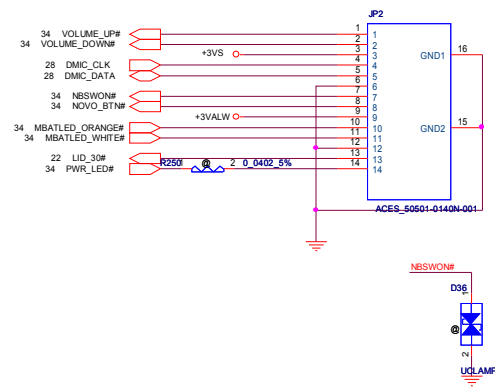 JP2
34 VOLUME_UP# 1 1
34 VOLUME_DOWN# 2 2
+3VS 3 3
28 DMIC_CLK 4 4
28 DMIC_DATA 5 5
6 6
34 NBSWON# 7 7
34 NOVO_BTN# 8 8
+3VALW 9 9
34 MBATLED_ORANGE# 10 10
34 MBATLED_WHITE# 11 11
12 12
22 LID_30# 13 13
34 PWR_LED# R250 1 @ 2 0_0402_5% 14 14
GND1 16
GND2 15
ACES_50501-0140N-001
NBSWON#
D36
1
@
2
UCLAMP